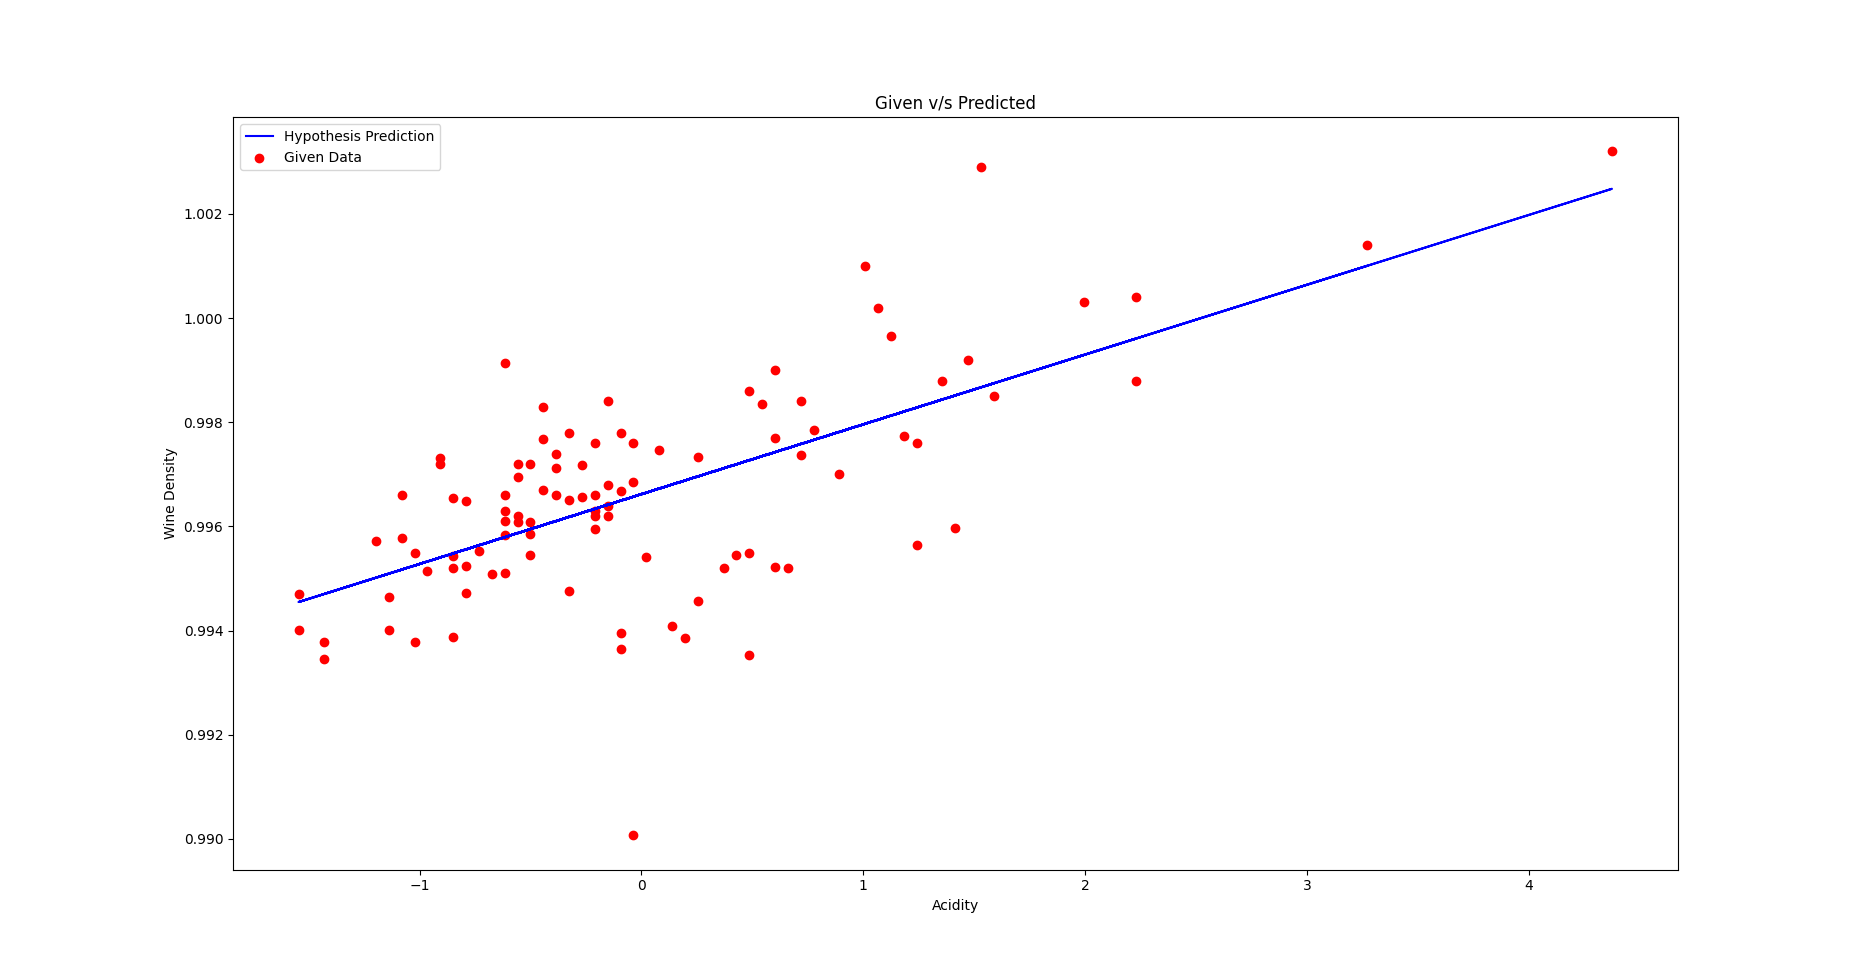 Given v/s Predicted
Hypothesis Prediction
Given Data
1.002
1.000
0.998
0.996
0.994
0.992
0.990
Wine Density
−1
0
1
2
3
4
Acidity